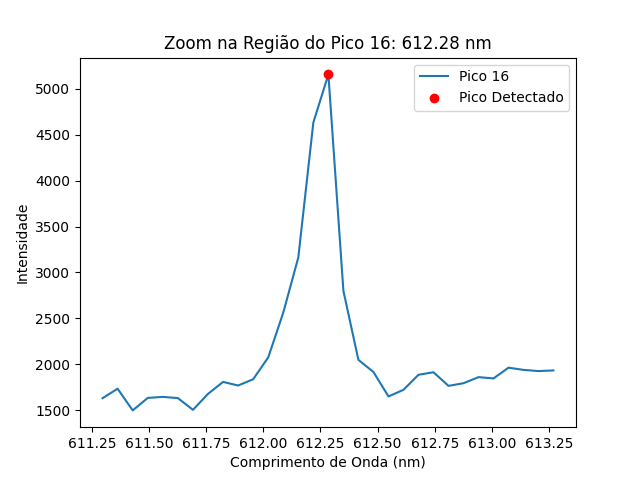 Zoom na Região do Pico 16: 612.28 nm
Pico 16
Pico Detectado
Intensidade
5000
4500
4000
3500
3000
2500
2000
1500
611.25 611.50 611.75 612.00 612.25 612.50 612.75 613.00 613.25
Comprimento de Onda (nm)